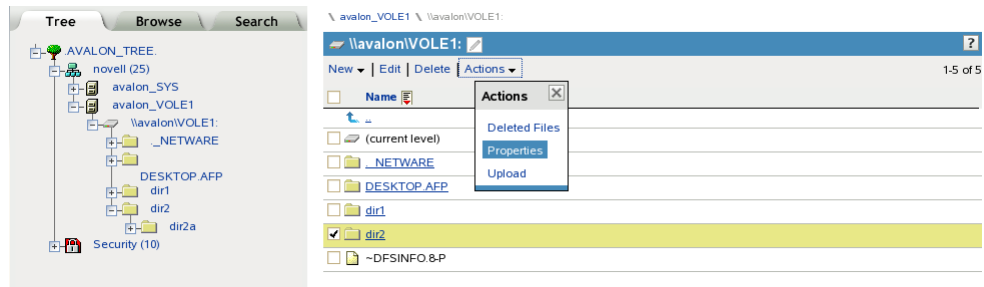 Tree Browse Search
.AVALON_TREE.
novell (25)
avalon_SYS
avalon_VOLE1
\\avalon\VOLE1:
._NETWARE
DESKTOP.AFP
dir1
dir2
dir2a
Security (10)
\ avalon_VOLE1 \ \\avalon\VOLE1:
\\avalon\VOLE1: ?
New | Edit | Delete | Actions 1-5 of 5
Name
Actions
Deleted Files
Properties
Upload
..
(current level)
._NETWARE
DESKTOP.AFP
dir1
dir2
~DFSINFO.8-P